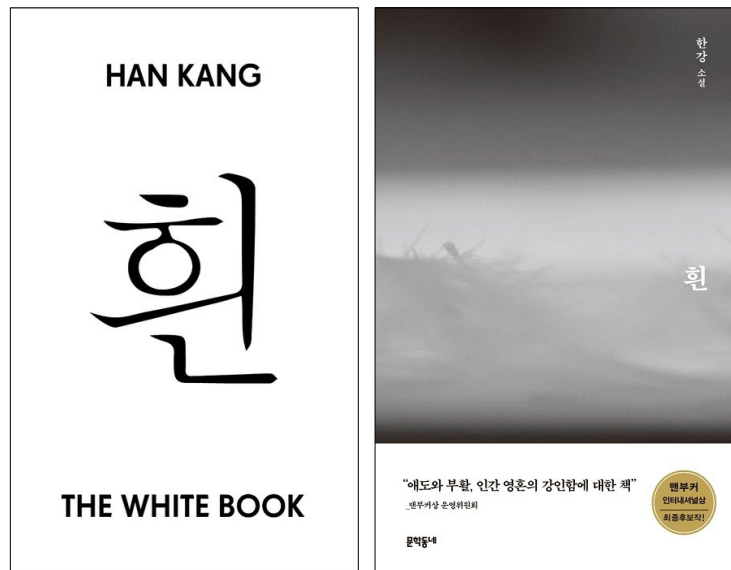 HAN KANG
흰
THE WHITE BOOK
한강 소설
흰
“애도와 부활, 인간 영혼의 강인함에 대한 책”
_맨부커상 운영위원회
맨부커
인터내셔널상
최종후보작!
문학동네